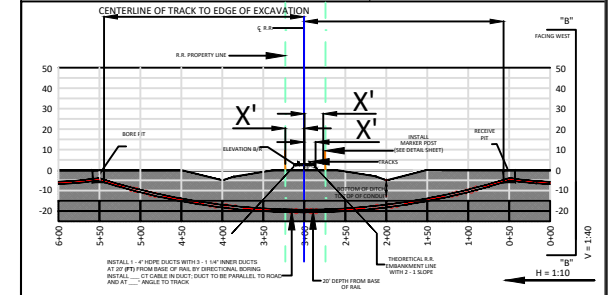 CENTERLINE OF TRACK TO EDGE OF EXCAVATION
℄ R.R.
"B"
FACING WEST
R.R. PROPERTY LINE
50 50
40 40
30 30
20 20
10 10
0 0
-10 -10
-20 -20
X' X'
X'
BORE PIT
ELEVATION B/R
INSTALL
MARKER POST
(SEE DETAIL SHEET)
RECEIVE
PIT
TRACKS
BOTTOM OF DITCH
TOP OF CONDUIT
6+00 5+50 5+00 4+50 4+00 3+50 3+00 2+50 2+00 1+50 1+00 0+50 0+00
THEORETICAL R.R.
EMBANKMENT LINE
WITH 2 - 1 SLOPE
INSTALL 1 - 4" HDPE DUCTS WITH 3 - 1 1/4" INNER DUCTS
AT 20' (FT) FROM BASE OF RAIL BY DIRECTIONAL BORING
INSTALL ___ CT CABLE IN DUCT; DUCT TO BE PARALLEL TO ROAD
AND AT ___° ANGLE TO TRACK
20' DEPTH FROM BASE
OF RAIL
"B"
H = 1:10
V = 1:40